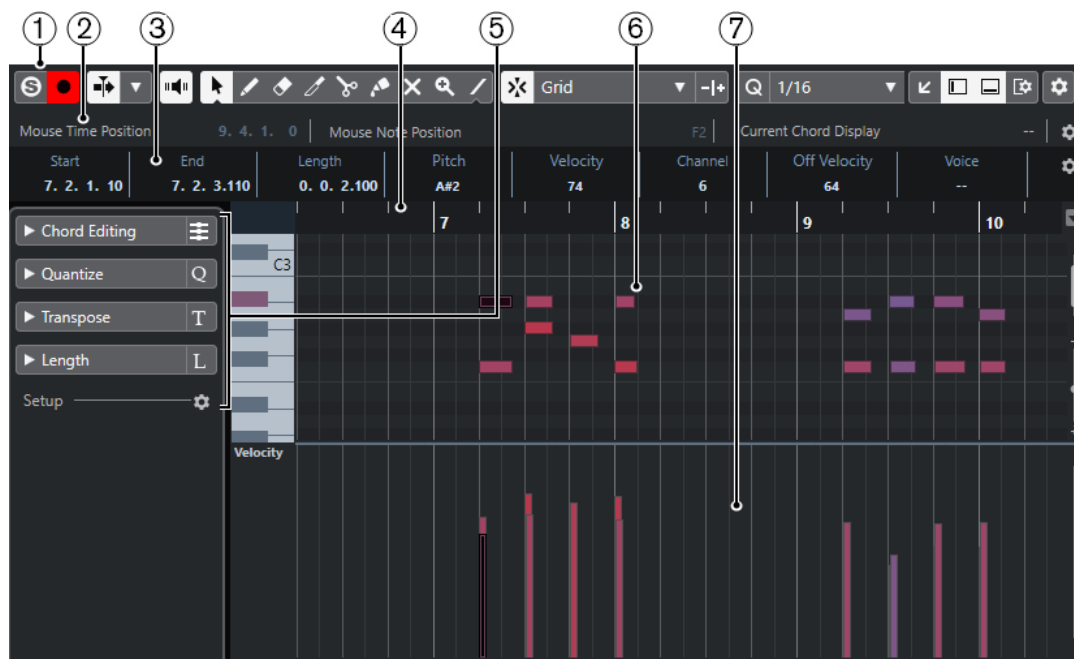 ① ② ③ ④ ⑤ ⑥ ⑦
S Grid Q 1/16
Mouse Time Position 9. 4. 1. 0 Mouse Note Position F2 Current Chord Display --
Start End Length Pitch Velocity Channel Off Velocity Voice
7. 2. 1. 10 7. 2. 3.110 0. 0. 2.100 A#2 74 6 64 --
7 8 9 10
Chord Editing
C3
Quantize Q
Transpose T
Length L
Setup
Velocity